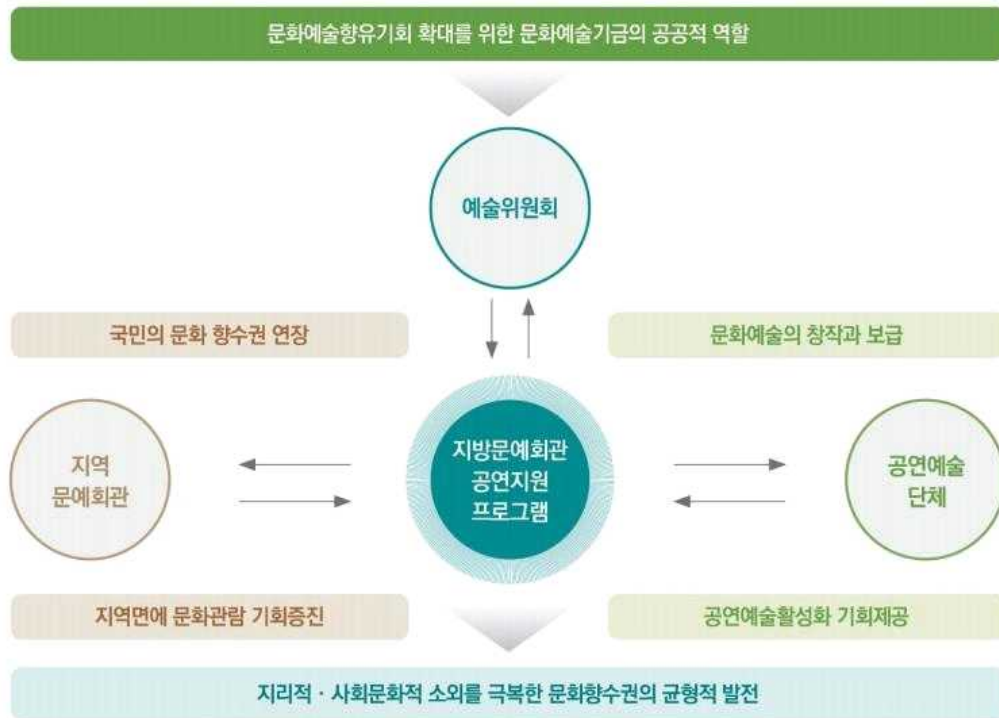 문화예술향유기회 확대를 위한 문화예술기금의 공공적 역할
예술위원회
국민의 문화 향수권 연장
문화예술의 창작과 보급
지역
문예회관
지방문예회관
공연지원
프로그램
공연예술
단체
지역면에 문화관람 기회증진
공연예술활성화 기회제공
지리적 · 사회문화적 소외를 극복한 문화향수권의 균형적 발전